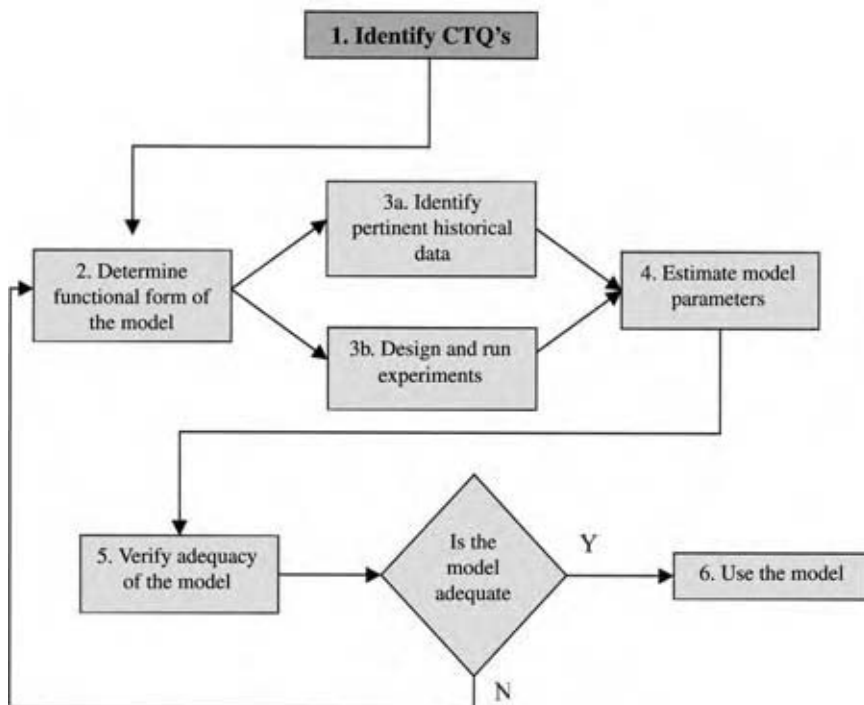 1. Identify CTQ's
3a. Identify
pertinent historical
data
2. Determine
functional form of
the model
4. Estimate model
parameters
3b. Design and run
experiments
5. Verify adequacy
of the model
Is the
model
adequate
Y
6. Use the model
N